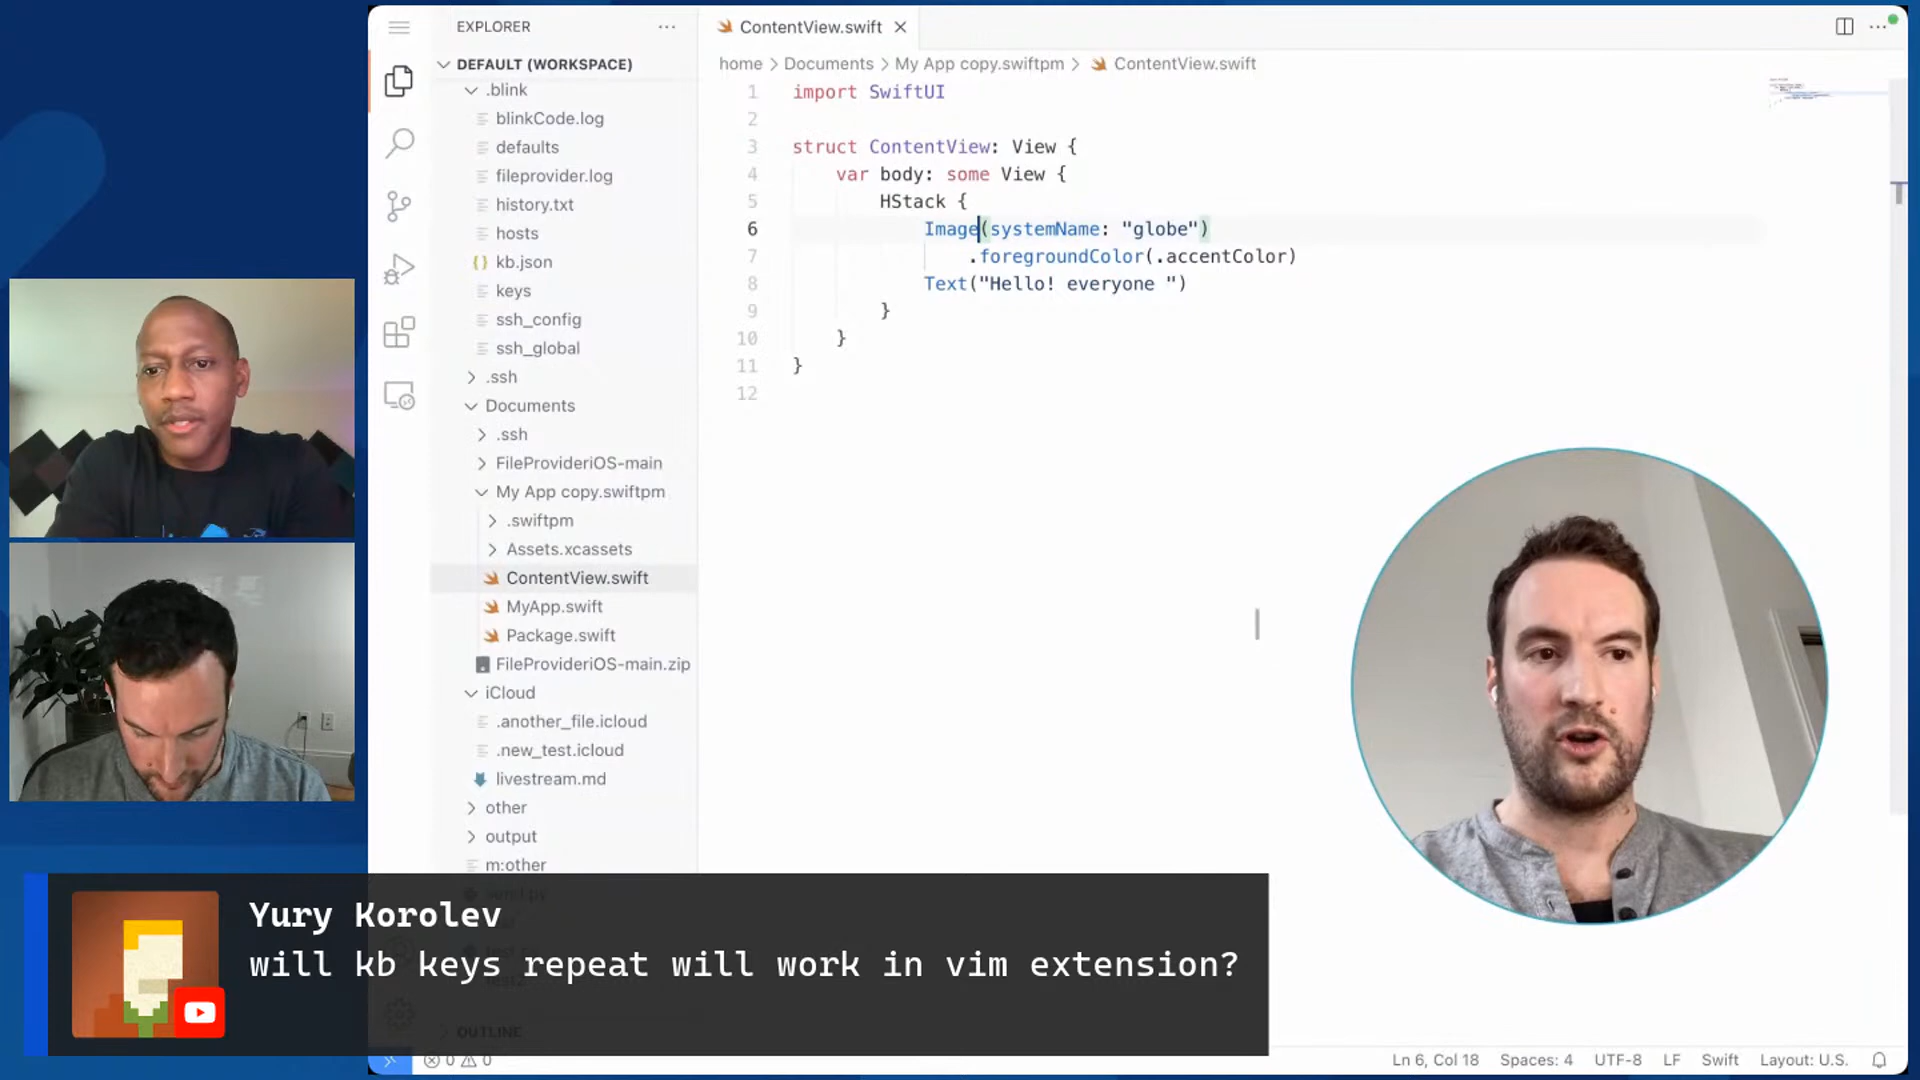 EXPLORER
DEFAULT (WORKSPACE)
.blink
blinkCode.log
defaults
fileprovider.log
history.txt
hosts
kb.json
keys
ssh_config
ssh_global
.ssh
Documents
.ssh
FileProvideriOS-main
My App copy.swiftpm
.swiftpm
Assets.xcassets
ContentView.swift
MyApp.swift
Package.swift
FileProvideriOS-main.zip
iCloud
.another_file.icloud
.new_test.icloud
livestream.md
other
output
m:other
OUTLINE
ContentView.swift
home > Documents > My App copy.swiftpm > ContentView.swift
1 import SwiftUI
2
3 struct ContentView: View {
4 var body: some View {
5 HStack {
6 Image(systemName: "globe")
7 .foregroundColor(.accentColor)
8 Text("Hello! everyone ")
9 }
10 }
11 }
12
Yury Korolev
will kb keys repeat will work in vim extension?
0 0
Ln 6, Col 18 Spaces: 4 UTF-8 LF Swift Layout: U.S.